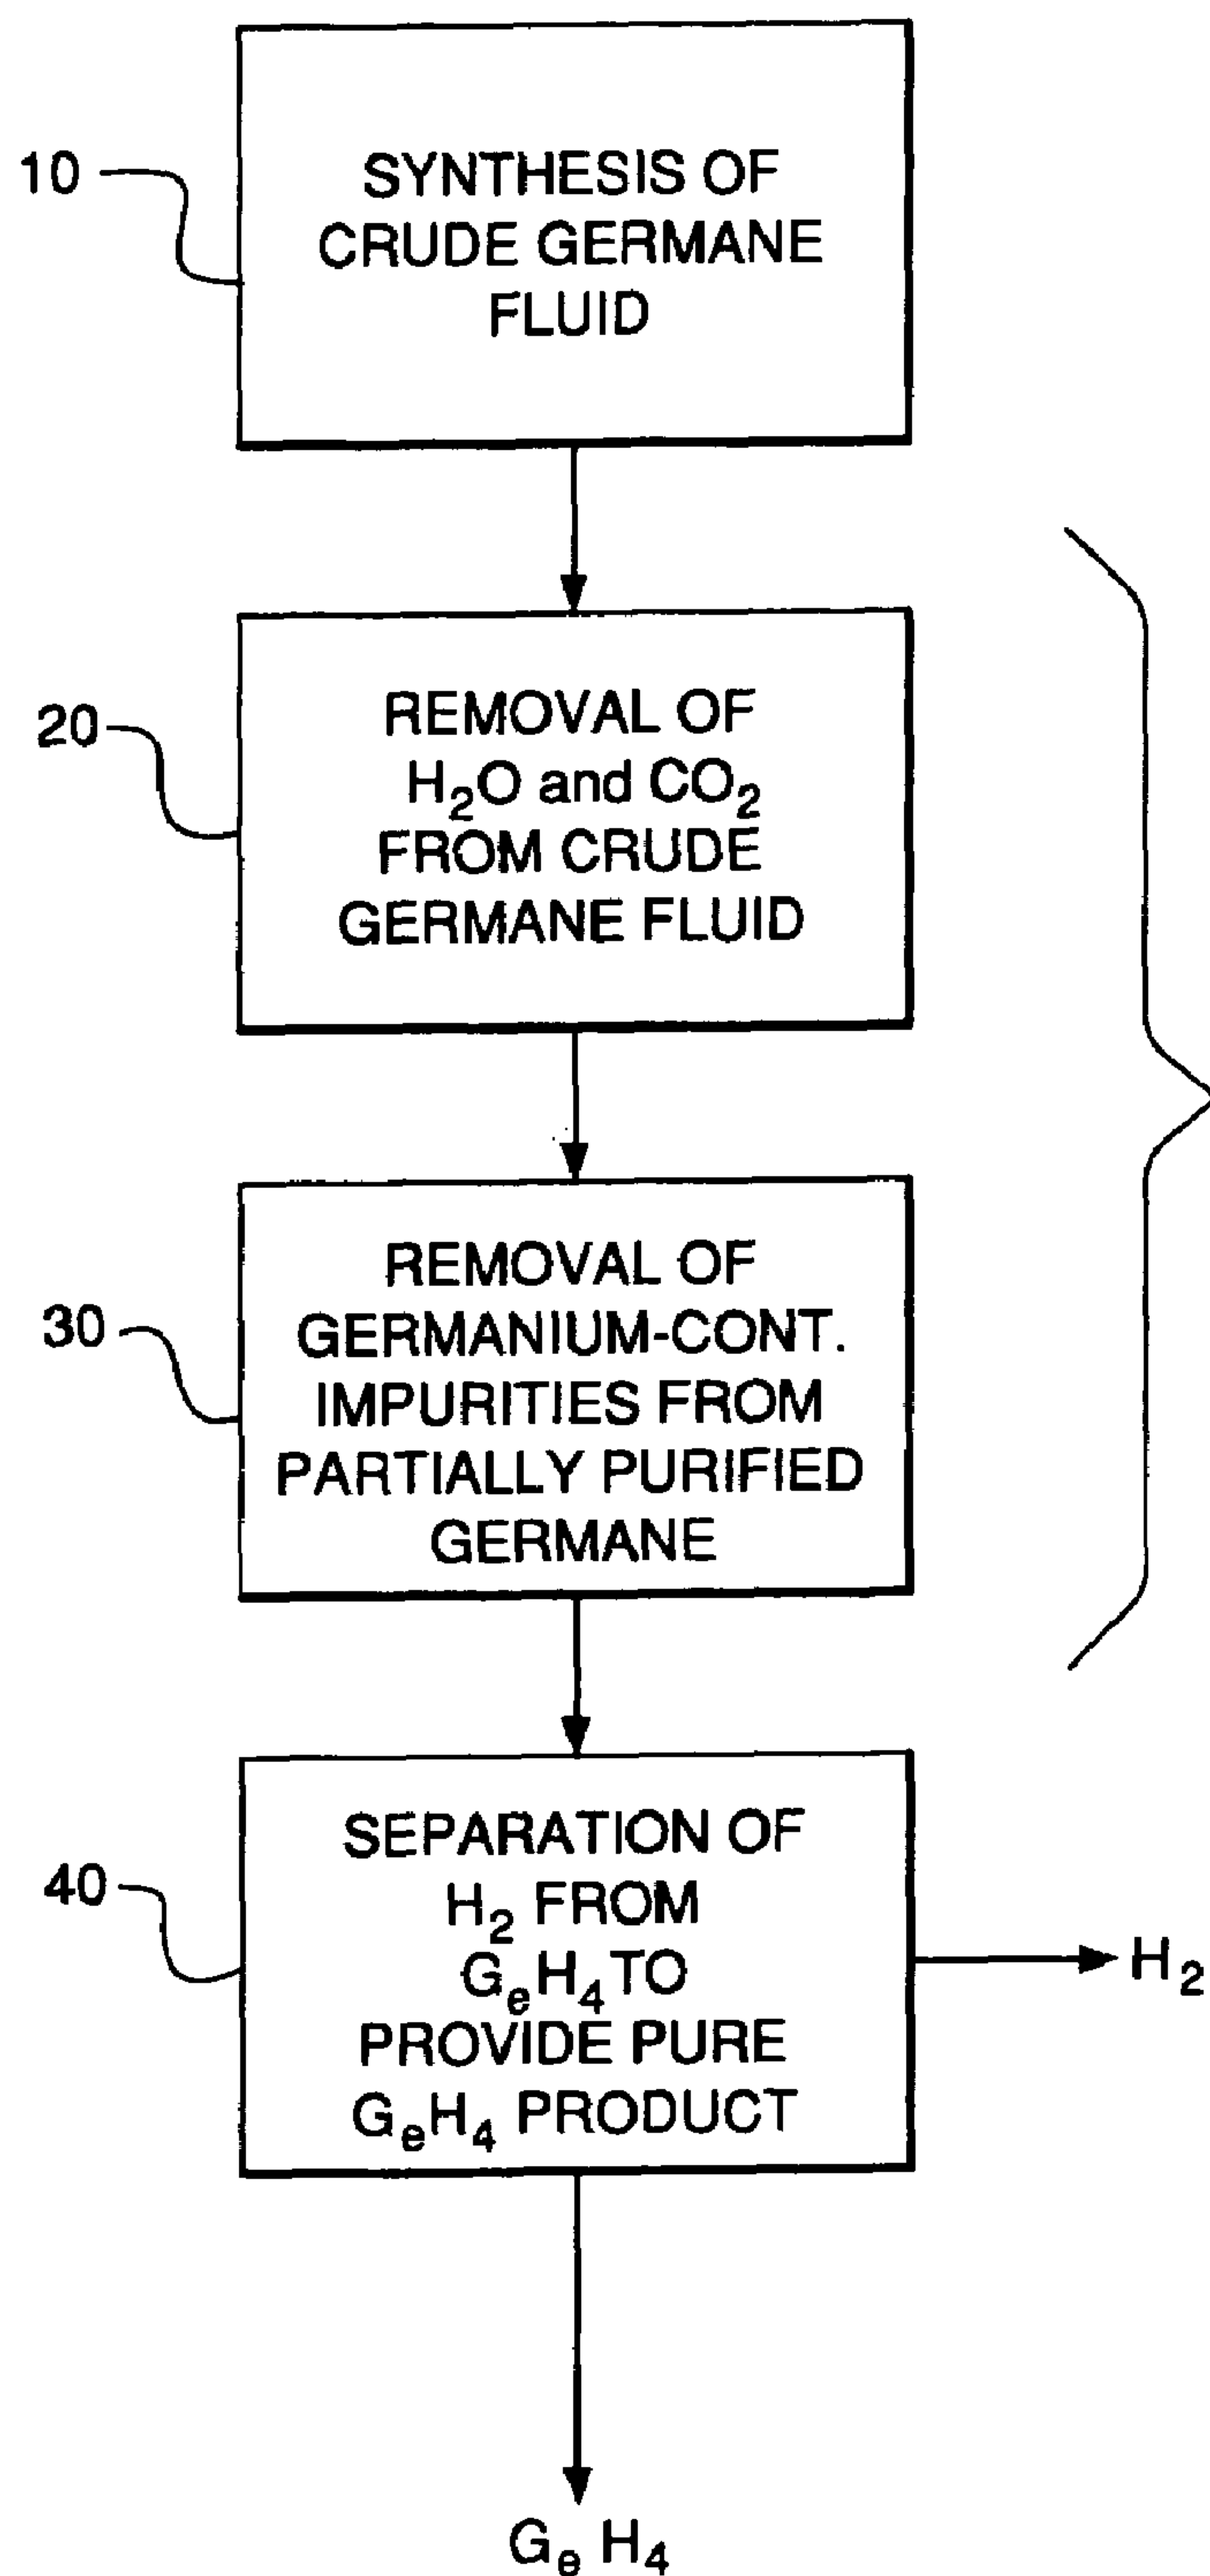 10
SYNTHESIS OF
CRUDE GERMANE
FLUID
20
REMOVAL OF
H₂O and CO₂
FROM CRUDE
GERMANE FLUID
30
REMOVAL OF
GERMANIUM-CONT.
IMPURITIES FROM
PARTIALLY PURIFIED
GERMANE
40
SEPARATION OF
H₂ FROM
GₑH₄ TO
PROVIDE PURE
GₑH₄ PRODUCT
H₂
Gₑ H₄